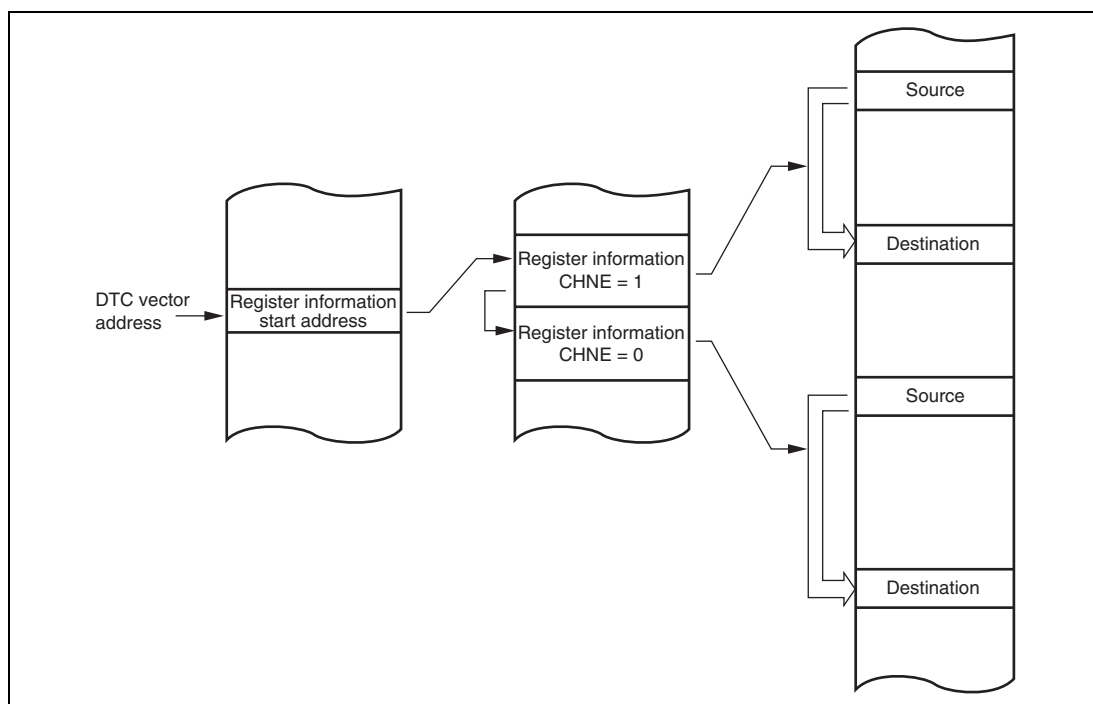 DTC vector
address
Register information
start address
Register information
CHNE = 1
Register information
CHNE = 0
Source
Destination
Source
Destination